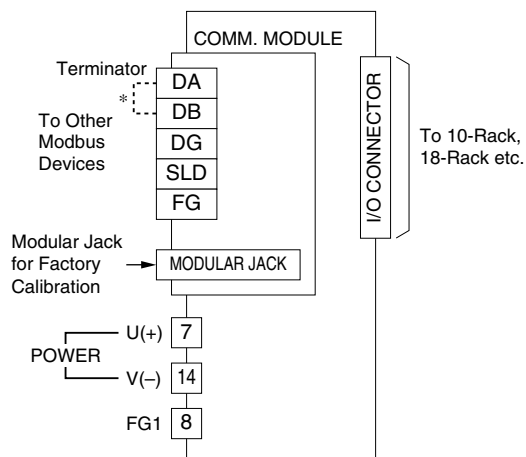 COMM. MODULE
Terminator
*
DA
DB
DG
SLD
FG
To Other
Modbus
Devices
I/O CONNECTOR
To 10-Rack,
18-Rack etc.
Modular Jack
for Factory
Calibration
MODULAR JACK
POWER
U(+)
7
V(–)
14
FG1
8